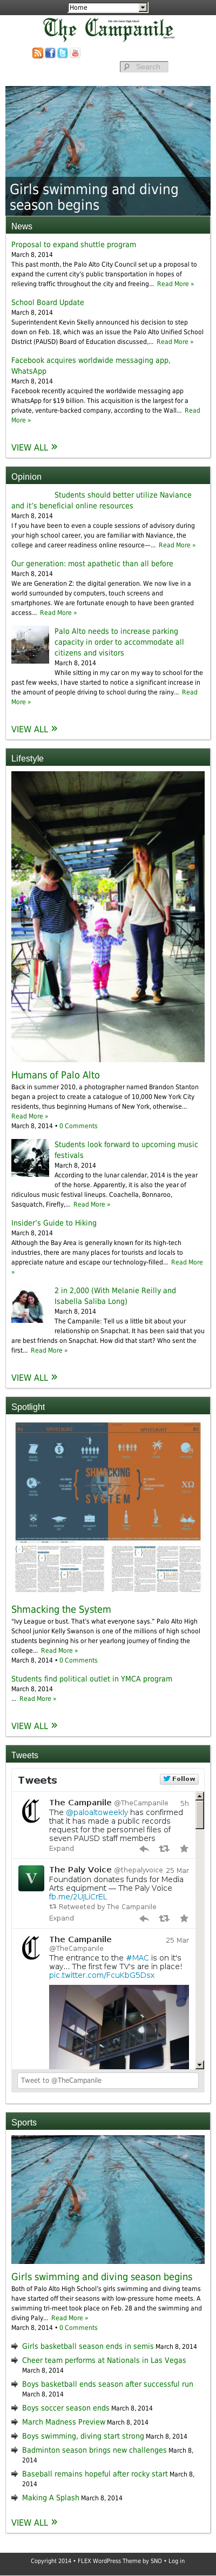 Home
The Campanile
Search
Girls swimming and diving
season begins
News
Proposal to expand shuttle program
March 8, 2014
This past month, the Palo Alto City Council set up a proposal to
expand the current city's public transportation in hopes of
relieving traffic throughout the city and freeing... Read More »
School Board Update
March 8, 2014
Superintendent Kevin Skelly announced his decision to step
down on Feb. 18, which was an issue the Palo Alto Unified School
District (PAUSD) Board of Education discussed,... Read More »
Facebook acquires worldwide messaging app,
WhatsApp
March 8, 2014
Facebook recently acquired the worldwide messaging app
WhatsApp for $19 billion. This acquisition is the largest for a
private, venture-backed company, according to the Wall... Read
More »
VIEW ALL »
Opinion
Students should better utilize Naviance
and it's beneficial online resources
March 8, 2014
I f you have been to even a couple sessions of advisory during
your high school career, you are familiar with Naviance, the
college—and career readiness online resource—... Read More »
Our generation: most apathetic than all before
March 8, 2014
We are Generation Z: the digital generation. We now live in a
world surrounded by computers, touch screens and
smartphones. We are fortunate enough to have been granted
access... Read More »
Palo Alto needs to increase parking
capacity in order to accommodate all
citizens and visitors
March 8, 2014
While sitting in my car on my way to school for the
past few weeks, I have started to notice a significant increase in
the amount of people driving to school during the rainy... Read
More »
VIEW ALL »
Lifestyle
Humans of Palo Alto
Back in summer 2010, a photographer named Brandon Stanton
began a project to create a catalogue of 10,000 New York City
residents, thus beginning Humans of New York, otherwise...
Read More »
March 8, 2014 • 0 Comments
Students look forward to upcoming music
festivals
March 8, 2014
According to the lunar calendar, 2014 is the year
of the horse. Apparently, it is also the year of
ridiculous music festival lineups. Coachella, Bonaroo,
Sasquatch, Firefly,... Read More »
Insider's Guide to Hiking
March 8, 2014
Although the Bay Area is generally known for its high-tech
incentives, there are many places for tourists and locals to
appreciate nature and escape our technology-filled... Read More
»
2 in 2,000 (With Melanie Reilly and
Isabella Saliba Long)
March 8, 2014
The Campanile: Tell us a little bit about your
relationship on Snapchat. How did that start? Who sent the
are best friends on Snapchat. How did that start? Who sent the
first... Read More »
VIEW ALL »
Spotlight
SHMACKING
SYSTEM
Shmacking the System
"Ivy League or bust. That's what everyone says." Palo Alto High
School junior Kelly Swanson is one of the millions of high school
students beginning the er her yearlong journey of finding the
college... Read More »
March 8, 2014 • 0 Comments
Students find political outlet in YMCA program
March 8, 2014
... Read More »
VIEW ALL »
Tweets
Tweets
Follow
The Campanile @TheCampanile 5h
The @paloaltoweekly has confirmed
that it has made a public records
request for the personnel files of
seven PAUSD staff members
Expand
The Paly Voice @thepalyvoice 25 Mar
Foundation donates funds for Media
Arts equipment — The Paly Voice
fb.me/2UJLiCrEL
Retweeted by The Campanile
Expand
The Campanile 25 Mar
@TheCampanile
The entrance to the #MAC is on it's
way... The first few TV's are in place!
pic.twitter.com/FcuKbG5Dsx
Tweet to @TheCampanile
Sports
Girls swimming and diving season begins
Both of Palo Alto High School's girls swimming and diving teams
have started off their seasons with low-pressure home meets. A
swimming tri-meet took place on Feb. 28 and the swimming and
diving Paly... Read More »
March 8, 2014 • 0 Comments
Girls basketball season ends in semis March 8, 2014
Cheer team performs at Nationals in Las Vegas
March 8, 2014
Boys basketball ends season after successful run
March 8, 2014
Boys soccer season ends March 8, 2014
March Madness Preview March 8, 2014
Boys swimming, diving start strong March 8, 2014
Badminton season brings new challenges March 8,
2014
Baseball remains hopeful after rocky start March 8,
2014
Making A Splash March 8, 2014
VIEW ALL »
Copyright 2014 • FLEX WordPress Theme by SNO • Log in